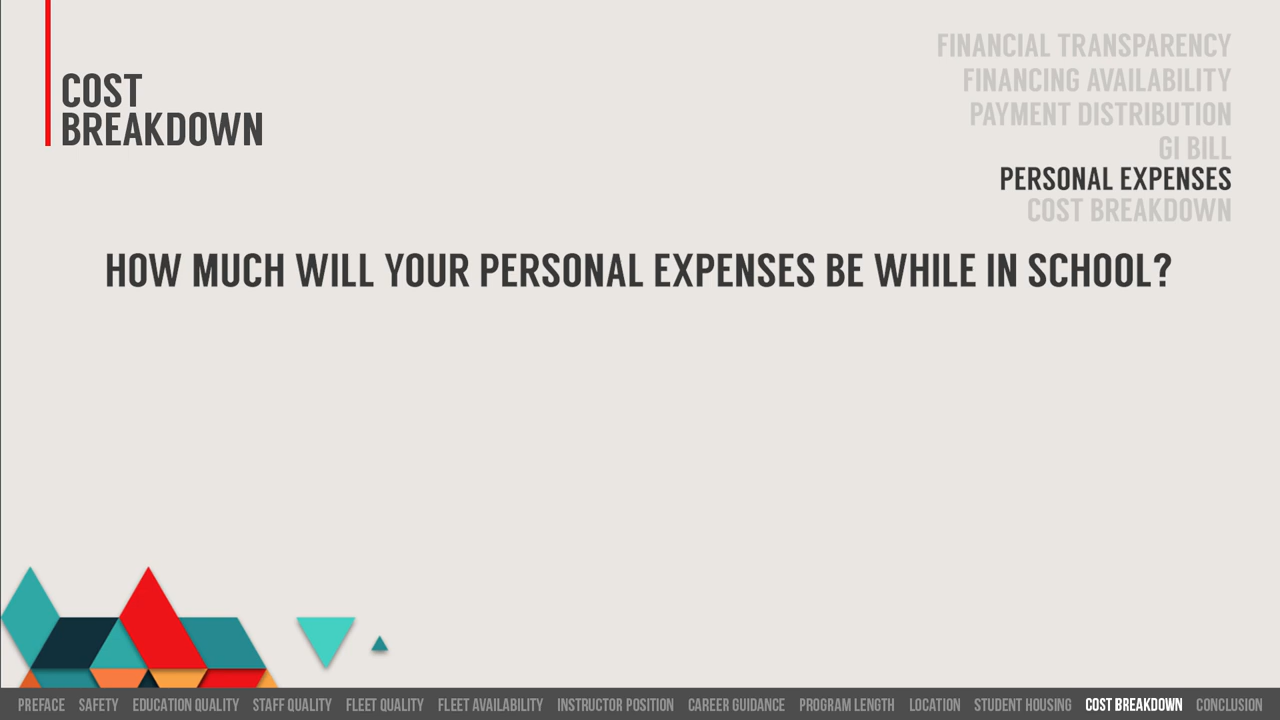 COST
BREAKDOWN
FINANCIAL TRANSPARENCY
FINANCING AVAILABILITY
PAYMENT DISTRIBUTION
GI BILL
PERSONAL EXPENSES
COST BREAKDOWN
HOW MUCH WILL YOUR PERSONAL EXPENSES BE WHILE IN SCHOOL?
PREFACE SAFETY EDUCATION QUALITY STAFF QUALITY FLEET QUALITY FLEET AVAILABILITY INSTRUCTOR POSITION CAREER GUIDANCE PROGRAM LENGTH LOCATION STUDENT HOUSING COST BREAKDOWN CONCLUSION